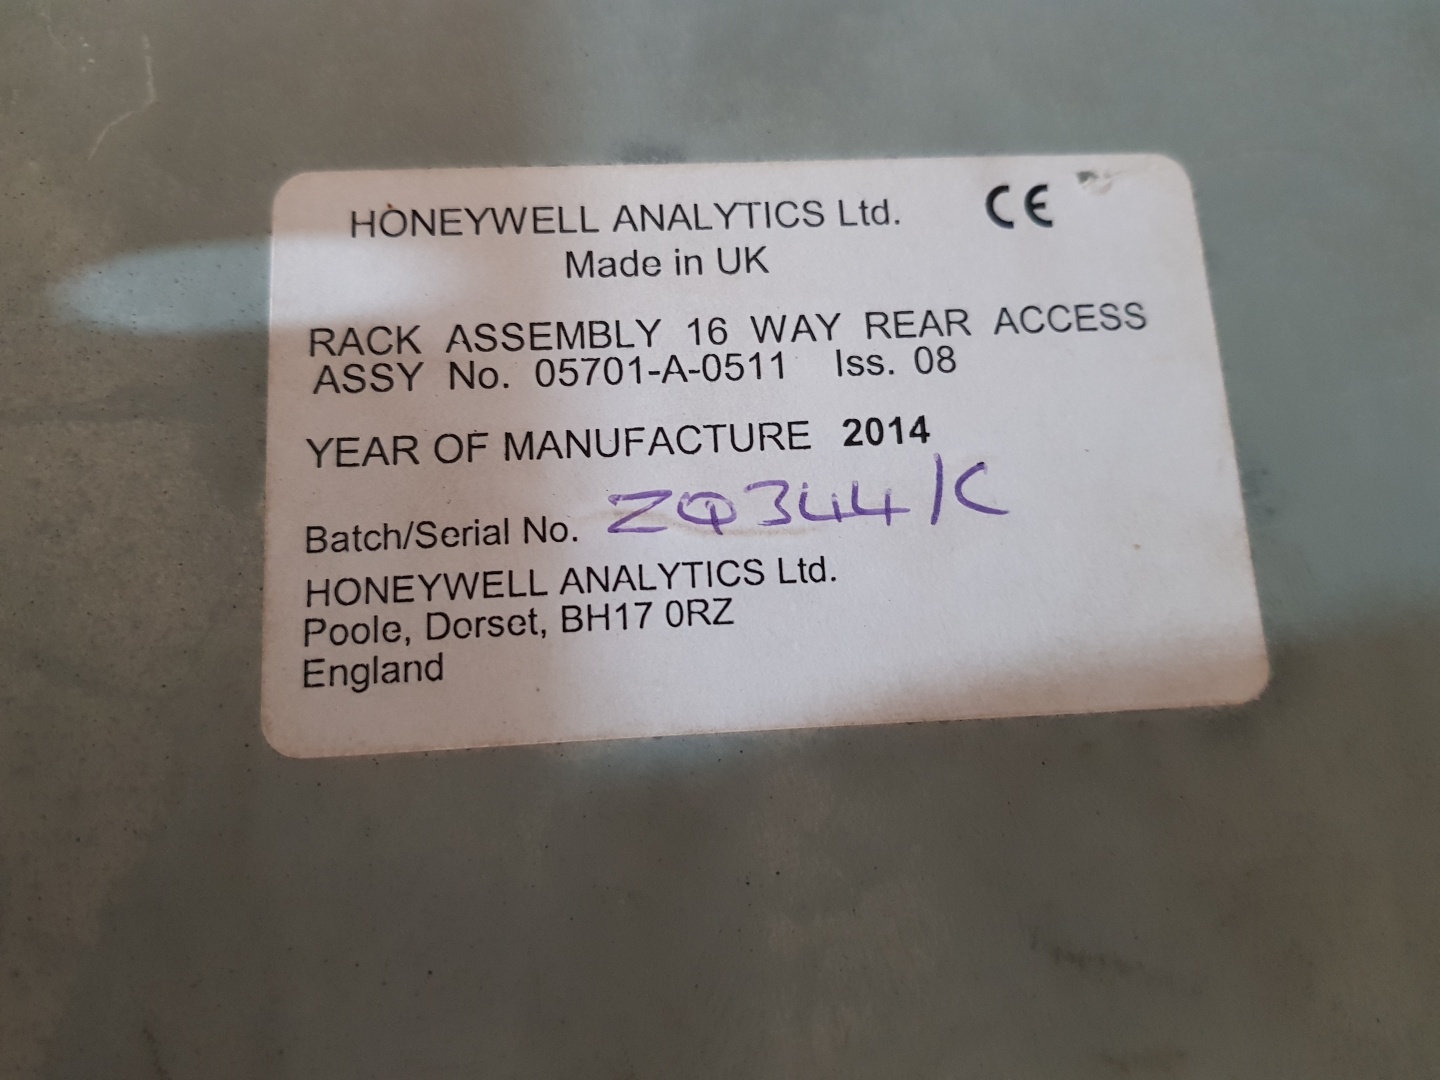 HONEYWELL ANALYTICS Ltd. CE
Made in UK
RACK ASSEMBLY 16 WAY REAR ACCESS
ASSY No. 05701-A-0511 Iss. 08
YEAR OF MANUFACTURE 2014
Batch/Serial No. ZQ344/K
HONEYWELL ANALYTICS Ltd.
Poole, Dorset, BH17 0RZ
England